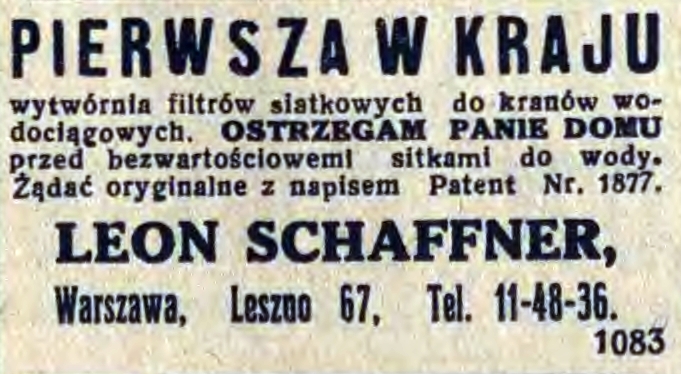 PIERWSZA W KRAJU
wytwórnia filtrów siatkowych do kranów wo-
dociągowych. OSTRZEGAM PANIE DOMU
przed bezwartościowemi sitkami do wody.
Żądać oryginalne z napisem Patent Nr. 1877.
LEON SCHAFFNER,
Warszawa, Leszno 67, Tel. 11-48-36.
1083